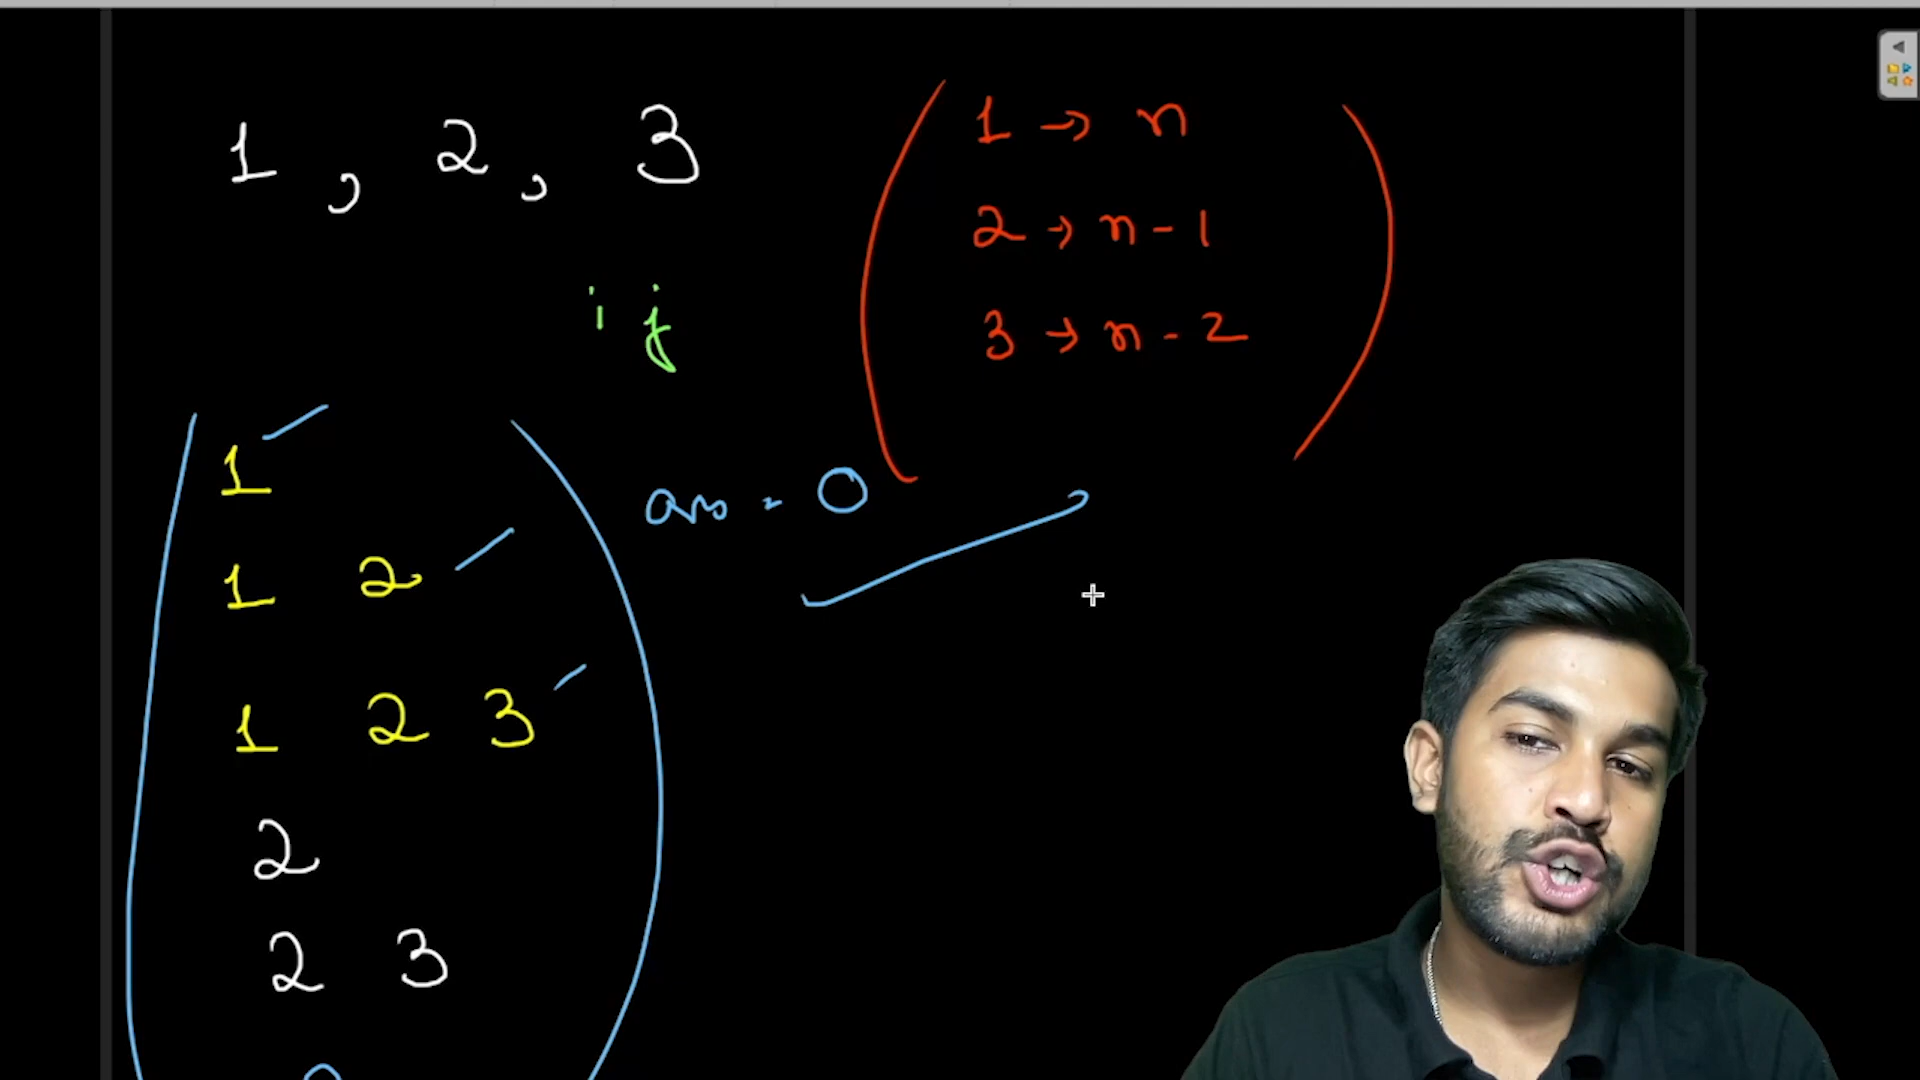 1 , 2 , 3
1 → n
2 → n - 1
3 → n - 2
i j
ans = 0
1
1 2
1 2 3
2
2 3